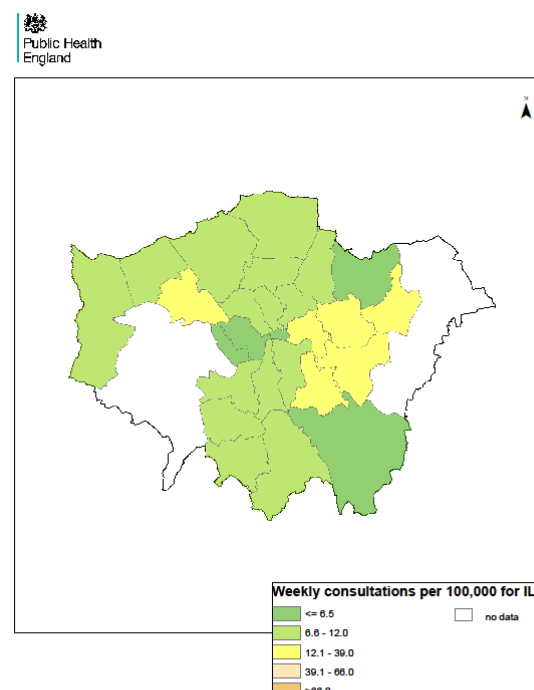 Public Health
England
N
Weekly consultations per 100,000 for IL
<= 6.5
no data
6.6 - 12.0
12.1 - 39.0
39.1 - 66.0